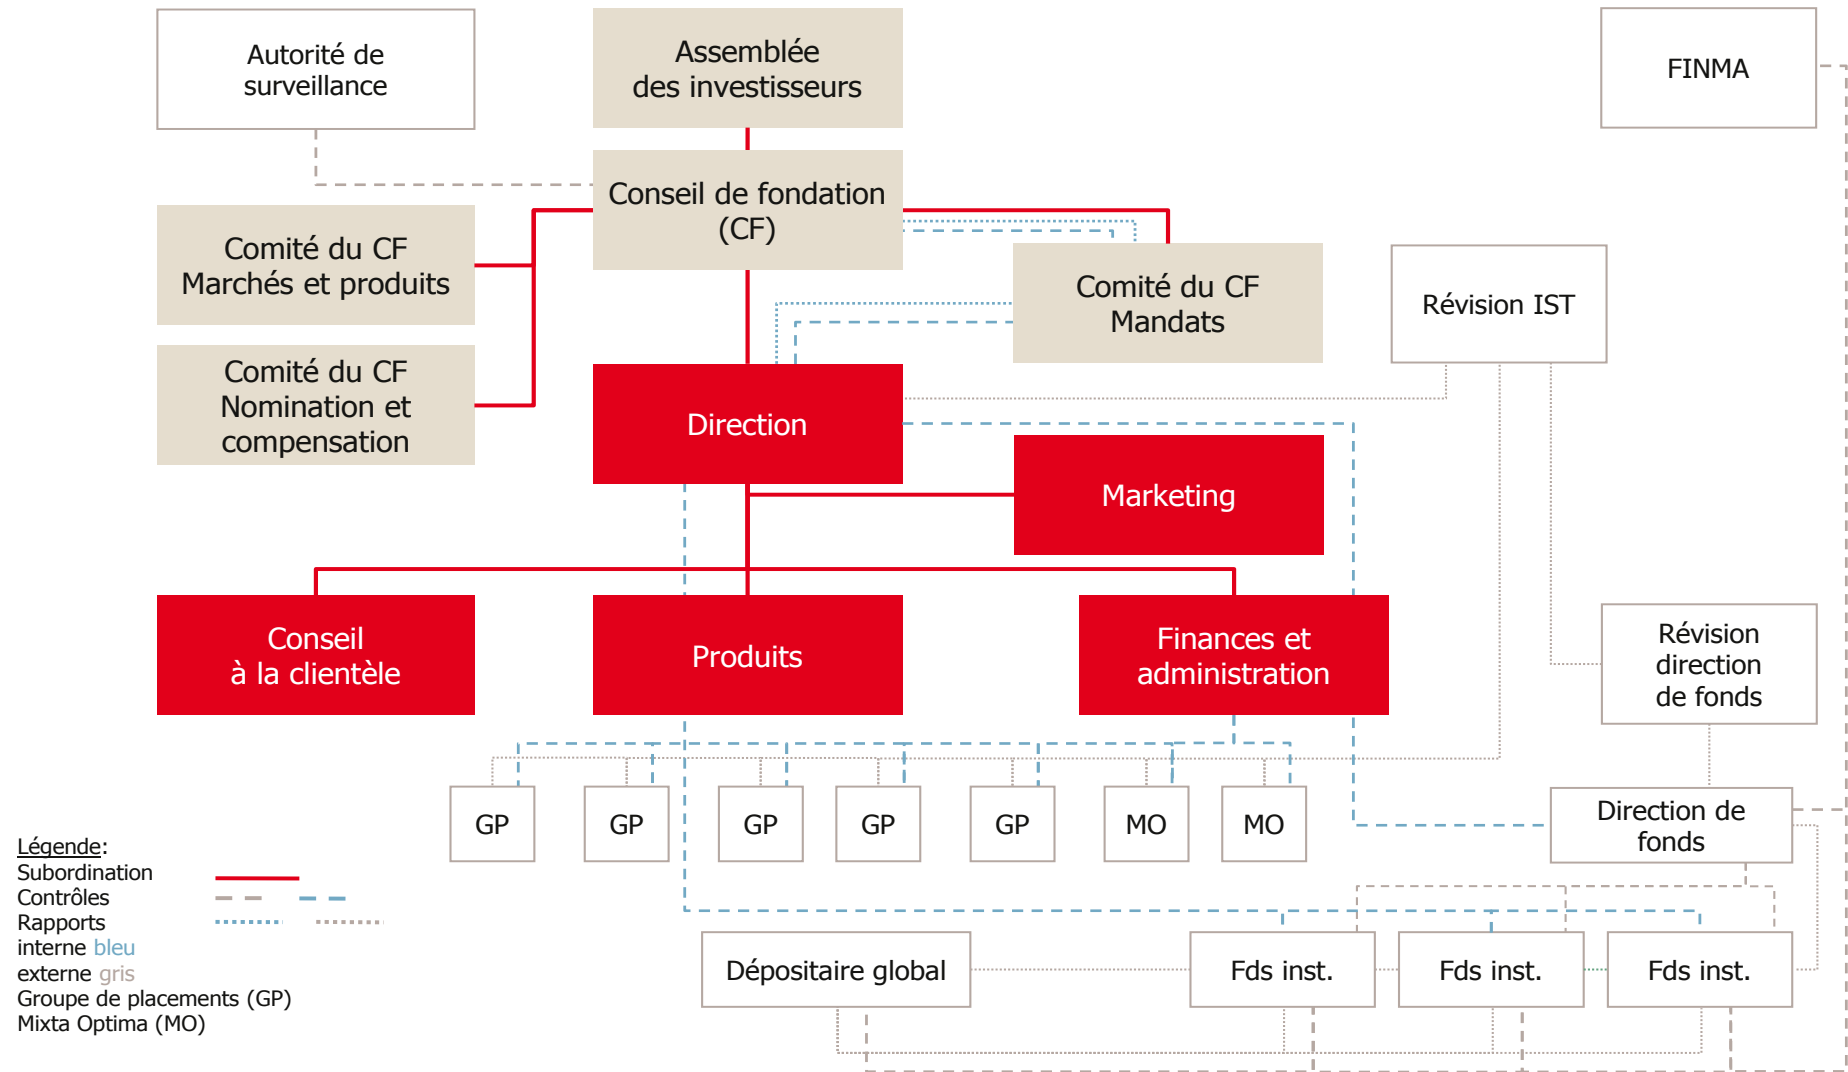 Autorité de
surveillance
Assemblée
des investisseurs
FINMA
Conseil de fondation
(CF)
Comité du CF
Marchés et produits
Comité du CF
Mandats
Révision IST
Comité du CF
Nomination et
compensation
Direction
Marketing
Conseil
à la clientèle
Produits
Finances et
administration
Révision
direction
de fonds
GP
GP
GP
GP
GP
MO
MO
Direction de
fonds
Légende:
Subordination
Contrôles
Rapports
interne bleu
externe gris
Groupe de placements (GP)
Mixta Optima (MO)
Dépositaire global
Fds inst.
Fds inst.
Fds inst.